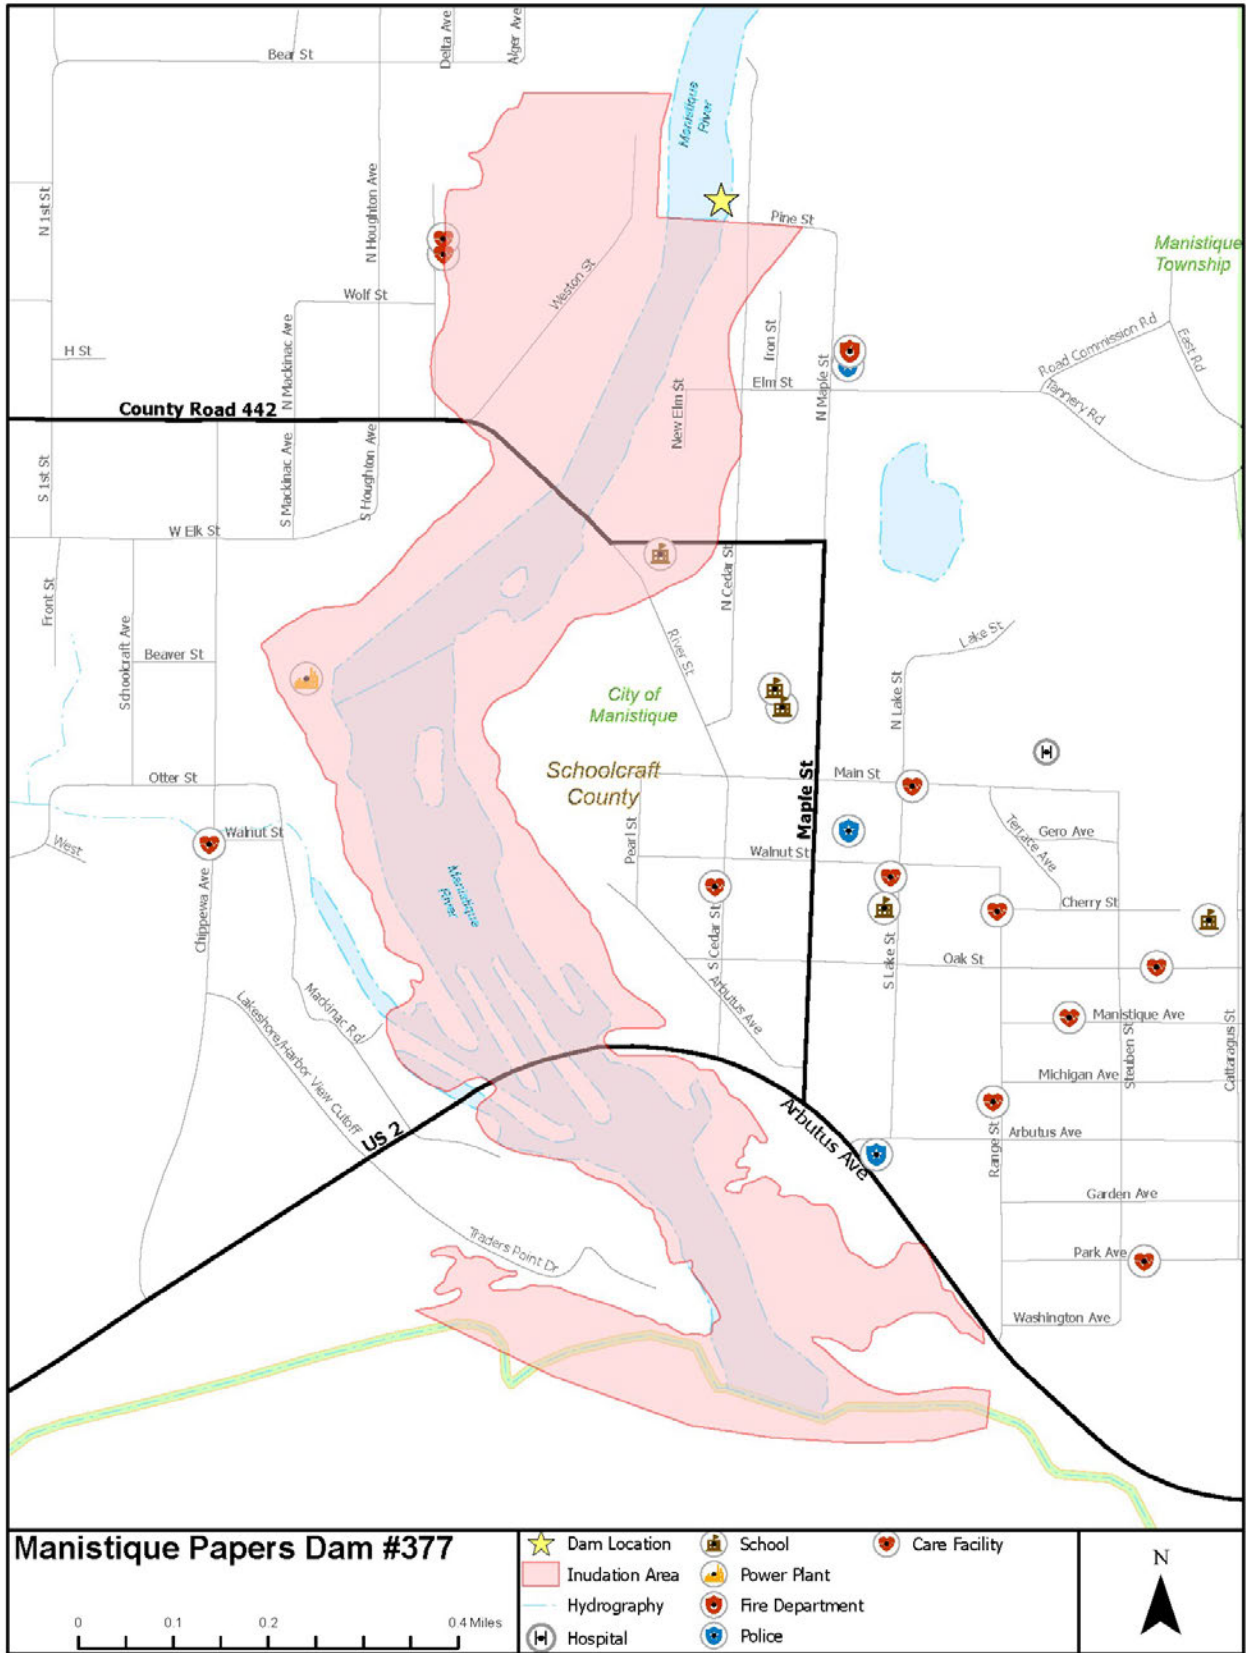 Bear St
Delta Ave
Alger Ave
Manistique
River
N 1st St
N Houghton Ave
Pine St
Manistique
Township
Weston St
Wolf St
H St
N Mackinac Ave
Iron St
N Maple St
Road Commission Rd
East Rd
Elm St
New Elm St
Tannery Rd
County Road 442
S 1st St
S Mackinac Ave
S Houghton Ave
W Elk St
Front St
N Cedar St
Schoolcraft Ave
Beaver St
River St
Lake St
N Lake St
City of
Manistique
Schoolcraft
County
Otter St
Main St
Maple St
Pearl St
Walnut St
West
Walnut St
Gero Ave
Terrace Ave
Chippewa Ave
Manistique
River
Cherry St
S Cedar St
S Lake St
Oak St
Arbutus Ave
Mackinac Rd
Lakeshore/Harbor View Cutoff
Manistique Ave
Steuben St
Cattaragus St
Michigan Ave
US 2
Arbutus Ave
Range St
Arbutus Ave
Garden Ave
Traders Point Dr
Park Ave
Washington Ave
Manistique Papers Dam #377
0 0.1 0.2 0.4 Miles
Dam Location
Inudation Area
Hydrography
Hospital
School
Power Plant
Fire Department
Police
Care Facility
N